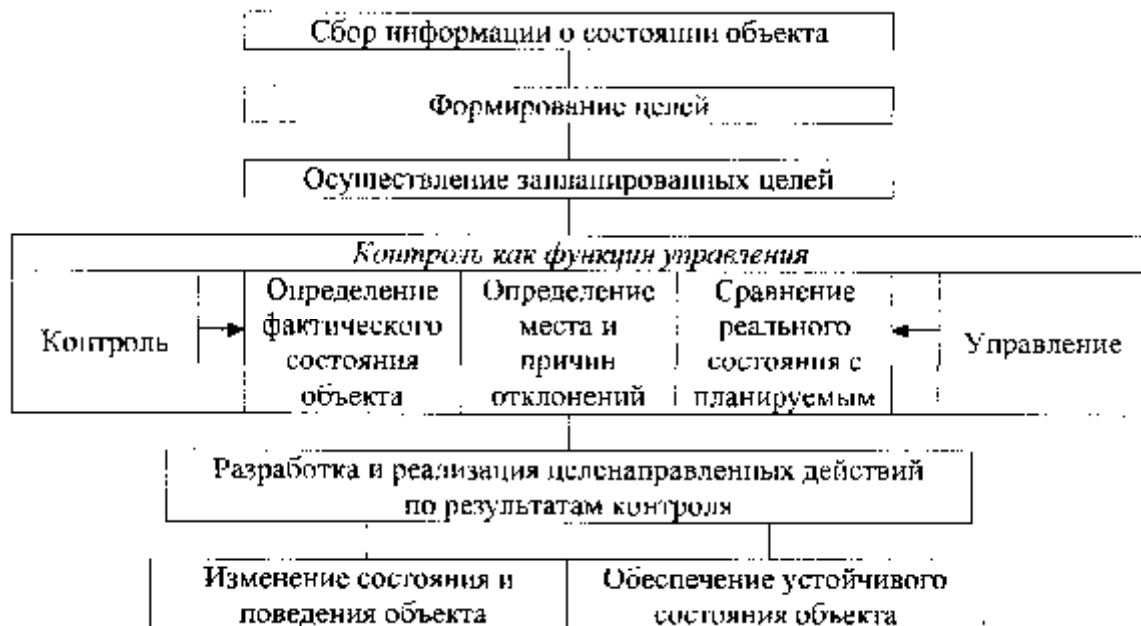 Сбор информации о состоянии объекта
Формирование целей
Осуществление запланированных целей
Контроль как функция управления
Контроль
Определение
фактического
состояния
объекта
Определение
места и
причин
отклонений
Сравнение
реального
состояния с
планируемым
Управление
Разработка и реализация целенаправленных действий
по результатам контроля
Изменение состояния и
поведения объекта
Обеспечение устойчивого
состояния объекта